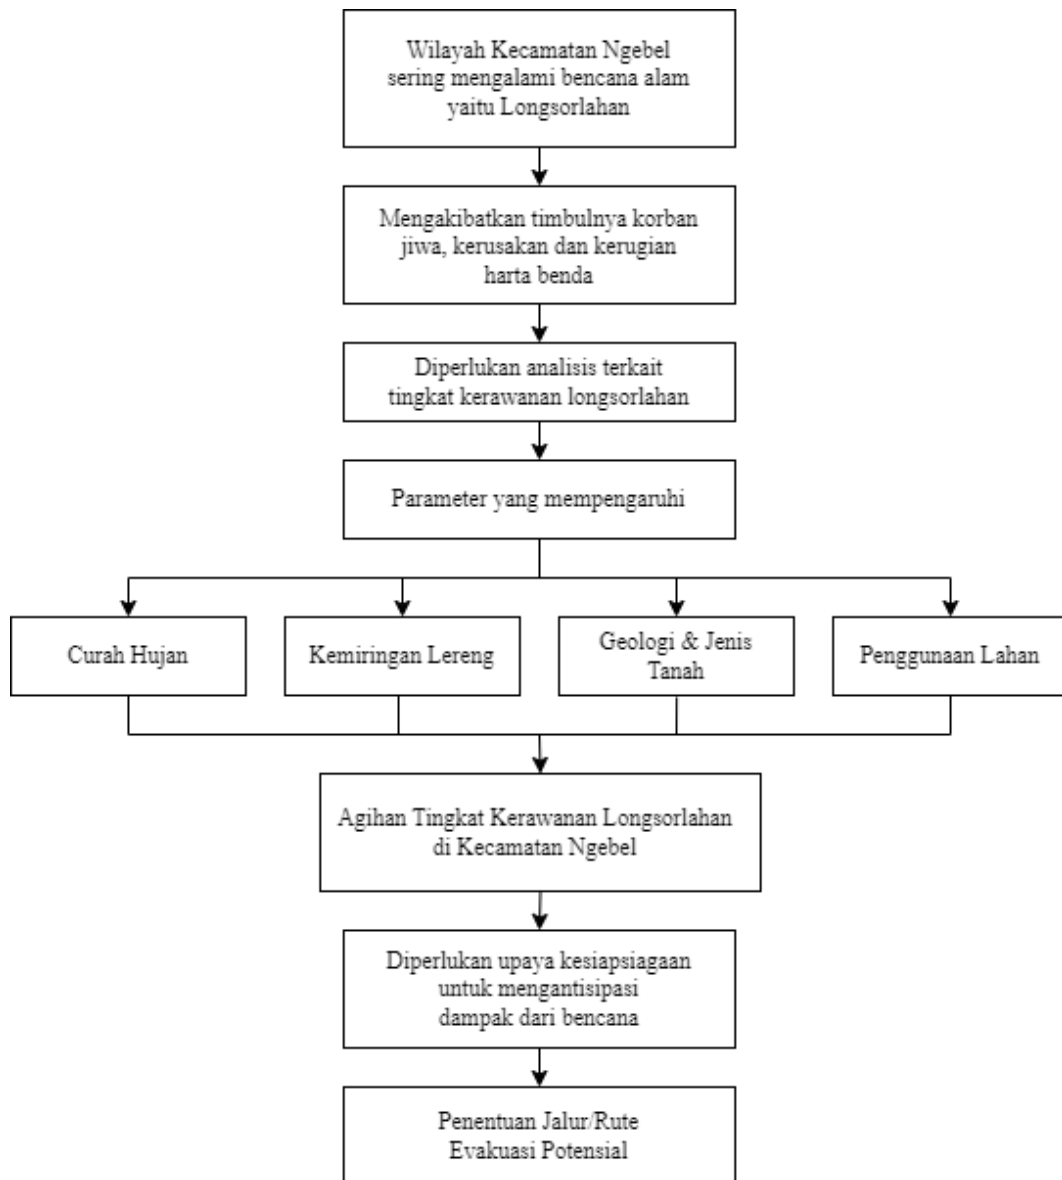 Wilayah Kecamatan Ngebel
sering mengalami bencana alam
yaitu Longsorlahan
Mengakibatkan timbulnya korban
jiwa, kerusakan dan kerugian
harta benda
Diperlukan analisis terkait
tingkat kerawanan longsorlahan
Parameter yang mempengaruhi
Curah Hujan
Kemiringan Lereng
Geologi & Jenis
Tanah
Penggunaan Lahan
Agihan Tingkat Kerawanan Longsorlahan
di Kecamatan Ngebel
Diperlukan upaya kesiapsiagaan
untuk mengantisipasi
dampak dari bencana
Penentuan Jalur/Rute
Evakuasi Potensial